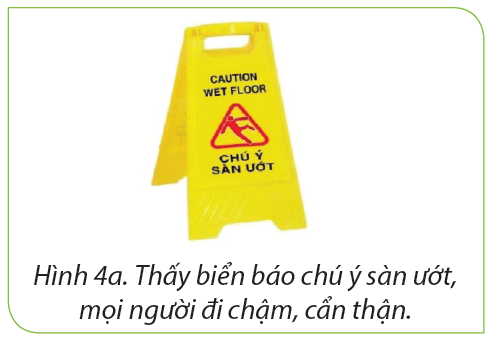 CAUTION
WET FLOOR
CHÚ Ý
SÀN ƯỚT
Hình 4a. Thấy biển báo chú ý sàn ướt,
mọi người đi chậm, cẩn thận.